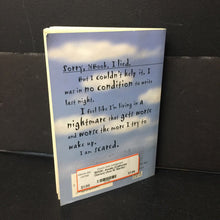 Sorry, NBook, I lied.
But I couldn't help it, I
was in no condition to write
last night.
I feel like I'm living in a
nightmare that gets worse
and worse the more I try to
wake up.
I am SCARED.